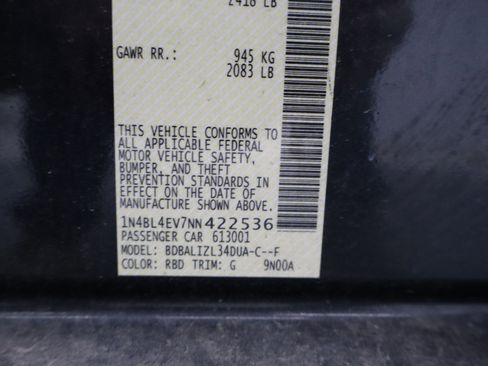 2418 LB
GAWR RR.: 945 KG
2083 LB
THIS VEHICLE CONFORMS TO
ALL APPLICABLE FEDERAL
MOTOR VEHICLE SAFETY,
BUMPER, AND THEFT
PREVENTION STANDARDS IN
EFFECT ON THE DATE OF
MANUFACTURE SHOWN ABOVE.
1N4BL4EV7NN422536
PASSENGER CAR 613001
MODEL: BDBALIZL34DUA-C--F
COLOR: RBD TRIM: G 9N00A